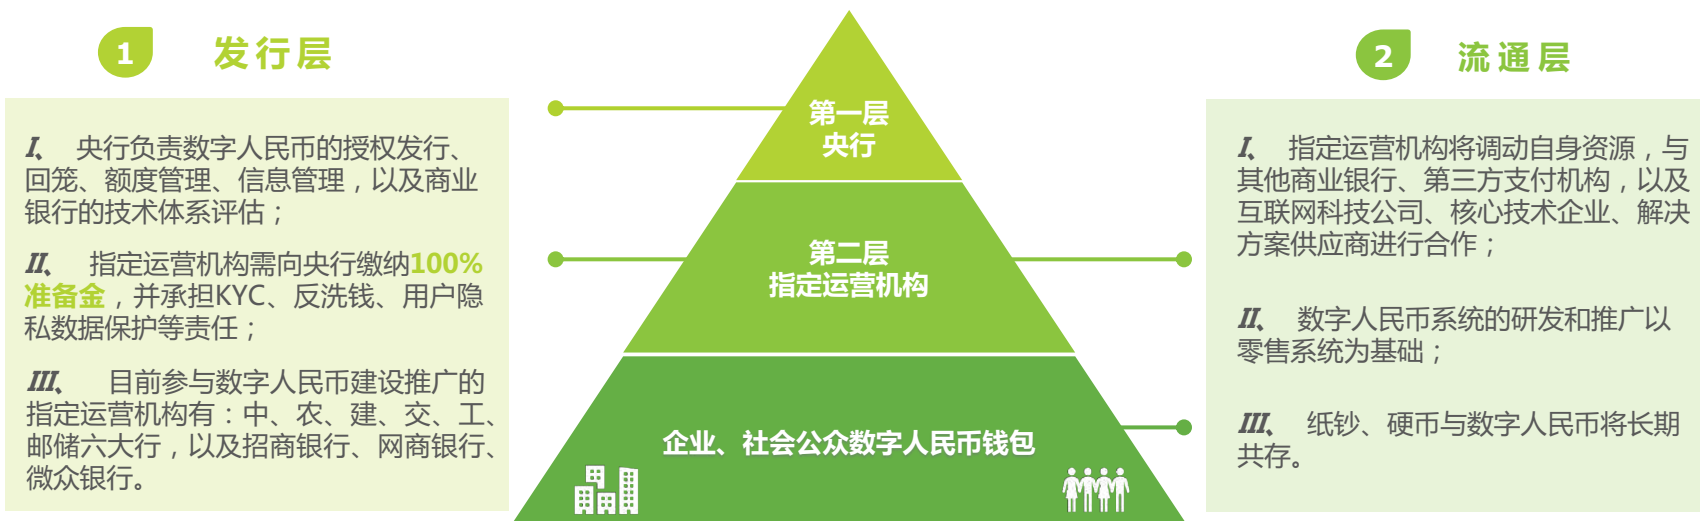 1 发行层
I、 央行负责数字人民币的授权发行、
回笼、额度管理、信息管理，以及商业
银行的技术体系评估；
II、 指定运营机构需向央行缴纳100%
准备金，并承担KYC、反洗钱、用户隐
私数据保护等责任；
III、 目前参与数字人民币建设推广的
指定运营机构有：中、农、建、交、工、
邮储六大行，以及招商银行、网商银行、
微众银行。
第一层
央行
第二层
指定运营机构
企业、社会公众数字人民币钱包
2 流通层
I、 指定运营机构将调动自身资源，与
其他商业银行、第三方支付机构，以及
互联网科技公司、核心技术企业、解决
方案供应商进行合作；
II、 数字人民币系统的研发和推广以
零售系统为基础；
III、 纸钞、硬币与数字人民币将长期
共存。